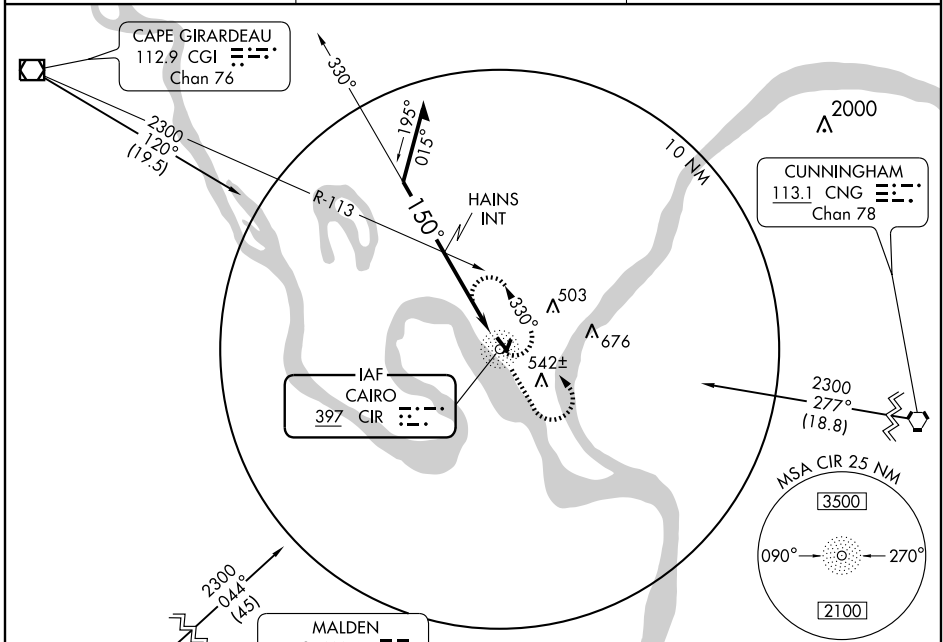 CAPE GIRARDEAU
112.9 CGI
Chan 76
330°
195°
015°
2300
120°
(19.5)
R-113
150°
HAINS
INT
10 NM
2000
CUNNINGHAM
113.1 CNG
Chan 78
330°
503
676
542±
IAF
CAIRO
397 CIR
2300
277°
(18.8)
MSA CIR 25 NM
3500
090°
270°
2100
2300
044°
(45)
MALDEN